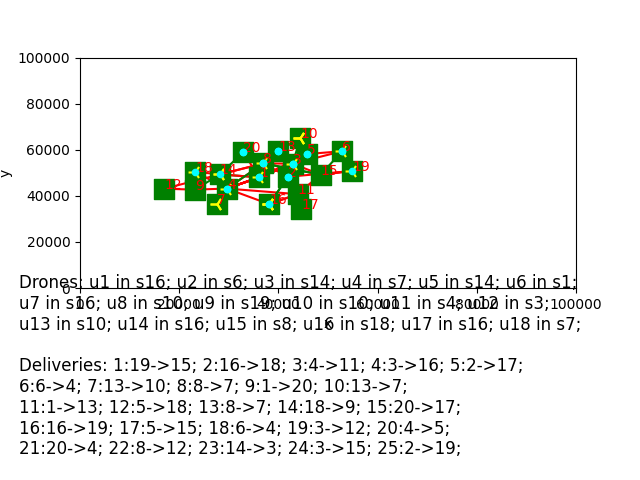 100000
80000
60000
40000
20000
0
y
Drones: u1 in s16; u2 in s6; u3 in s14; u4 in s7; u5 in s14; u6 in s1;
0 20000 40000 60000 80000 100000
u7 in s16; u8 in s10; u9 in s19; u10 in s10; u11 in s4; u12 in s3;
x
u13 in s10; u14 in s16; u15 in s8; u16 in s18; u17 in s16; u18 in s7;
Deliveries: 1:19->15; 2:16->18; 3:4->11; 4:3->16; 5:2->17;
6:6->4; 7:13->10; 8:8->7; 9:1->20; 10:13->7;
11:1->13; 12:5->18; 13:8->7; 14:18->9; 15:20->17;
16:16->19; 17:5->15; 18:6->4; 19:3->12; 20:4->5;
21:20->4; 22:8->12; 23:14->3; 24:3->15; 25:2->19;